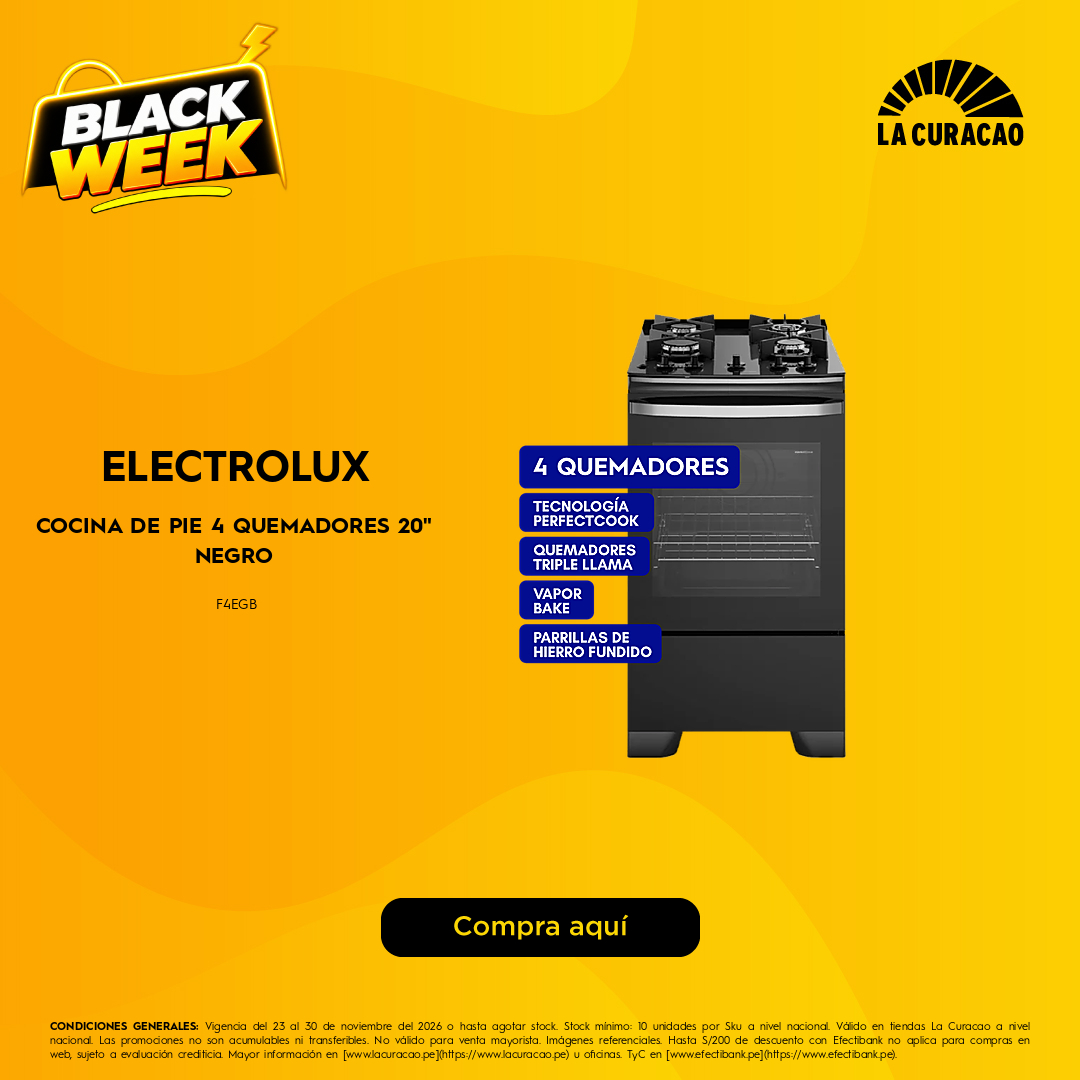 BLACK
WEEK
LA CURACAO
ELECTROLUX
COCINA DE PIE 4 QUEMADORES 20"
NEGRO
F4EGB
4 QUEMADORES
TECNOLOGÍA
PERFECTCOOK
QUEMADORES
TRIPLE LLAMA
VAPOR
BAKE
PARRILLAS DE
HIERRO FUNDIDO
Compra aquí
CONDICIONES GENERALES: Vigencia del 23 al 30 de noviembre del 2026 o hasta agotar stock. Stock mínimo: 10 unidades por Sku a nivel nacional. Válido en tiendas La Curacao a nivel
nacional. Las promociones no son acumulables ni transferibles. No válido para venta mayorista. Imágenes referenciales. Hasta S/200 de descuento con Efectibank no aplica para compras en
web, sujeto a evaluación crediticia. Mayor información en [www.lacuracao.pe](https://www.lacuracao.pe) u oficinas. TyC en [www.efectibank.pe](https://www.efectibank.pe).